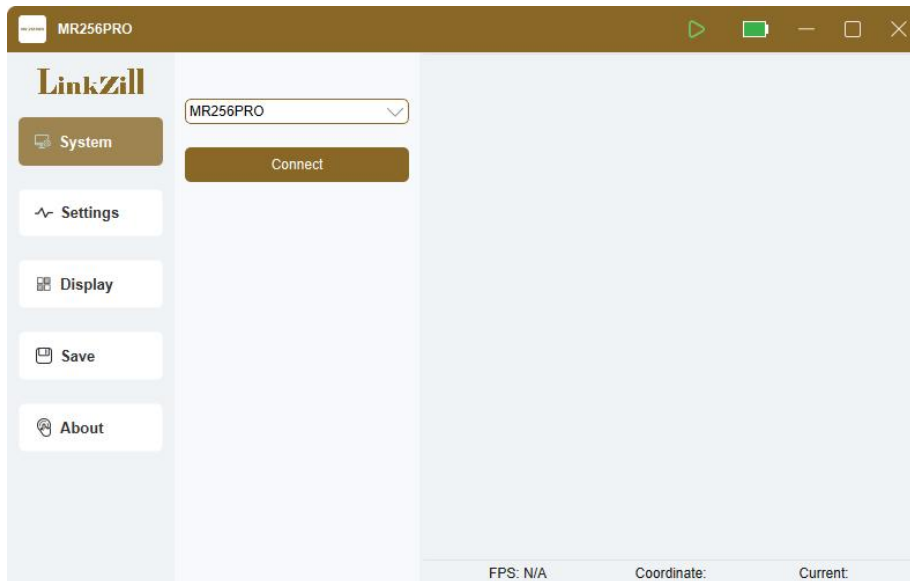 MR256PRO
LinkZill
MR256PRO
System
Connect
Settings
Display
Save
About
FPS: N/A
Coordinate:
Current: